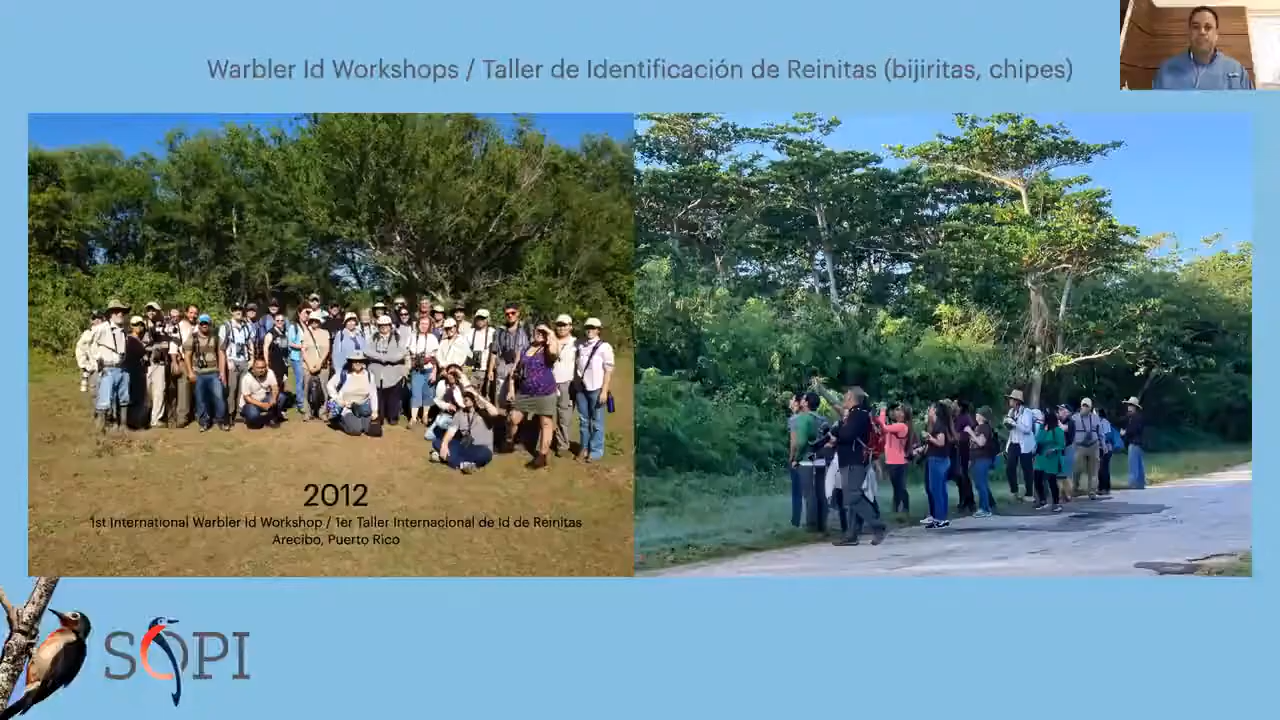 Warbler Id Workshops / Taller de Identificación de Reinitas (bijiritas, chipes)
2012
1st International Warbler Id Workshop / 1er Taller Internacional de Id de Reinitas
Arecibo, Puerto Rico
SOPI